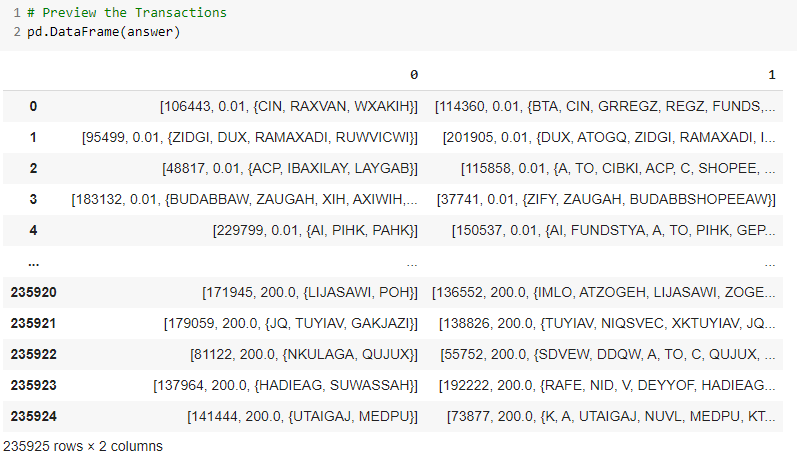 1 # Preview the Transactions
2 pd.DataFrame(answer)
0 1
0 [106443, 0.01, {CIN, RAXVAN, WXAKIH}] [114360, 0.01, {BTA, CIN, GRREGZ, REGZ, FUNDS,...
1 [95499, 0.01, {ZIDGI, DUX, RAMAXADI, RUWVICWI}] [201905, 0.01, {DUX, ATOGQ, ZIDGI, RAMAXADI, I...
2 [48817, 0.01, {ACP, IBAXILAY, LAYGAB}] [115858, 0.01, {A, TO, CIBKI, ACP, C, SHOPEE, ...
3 [183132, 0.01, {BUDABBAW, ZAUGAH, XIH, AXIWIH,... [37741, 0.01, {ZIFY, ZAUGAH, BUDABBSHOPEEAW}]
4 [229799, 0.01, {AI, PIHK, PAHK}] [150537, 0.01, {AI, FUNDSTYA, A, TO, PIHK, GEP...
... ... ...
235920 [171945, 200.0, {LIJASAWI, POH}] [136552, 200.0, {IMLO, ATZOGEH, LIJASAWI, ZOGE...
235921 [179059, 200.0, {JQ, TUYIAV, GAKJAZI}] [138826, 200.0, {TUYIAV, NIQSVEC, XKTUYIAV, JQ...
235922 [81122, 200.0, {NKULAGA, QUJUX}] [55752, 200.0, {SDVEW, DDQW, A, TO, C, QUJUX, ...
235923 [137964, 200.0, {HADIEAG, SUWASSAH}] [192222, 200.0, {RAFE, NID, V, DEYYOF, HADIEAG...
235924 [141444, 200.0, {UTAIGAJ, MEDPU}] [73877, 200.0, {K, A, UTAIGAJ, NUVL, MEDPU, KT...
235925 rows × 2 columns